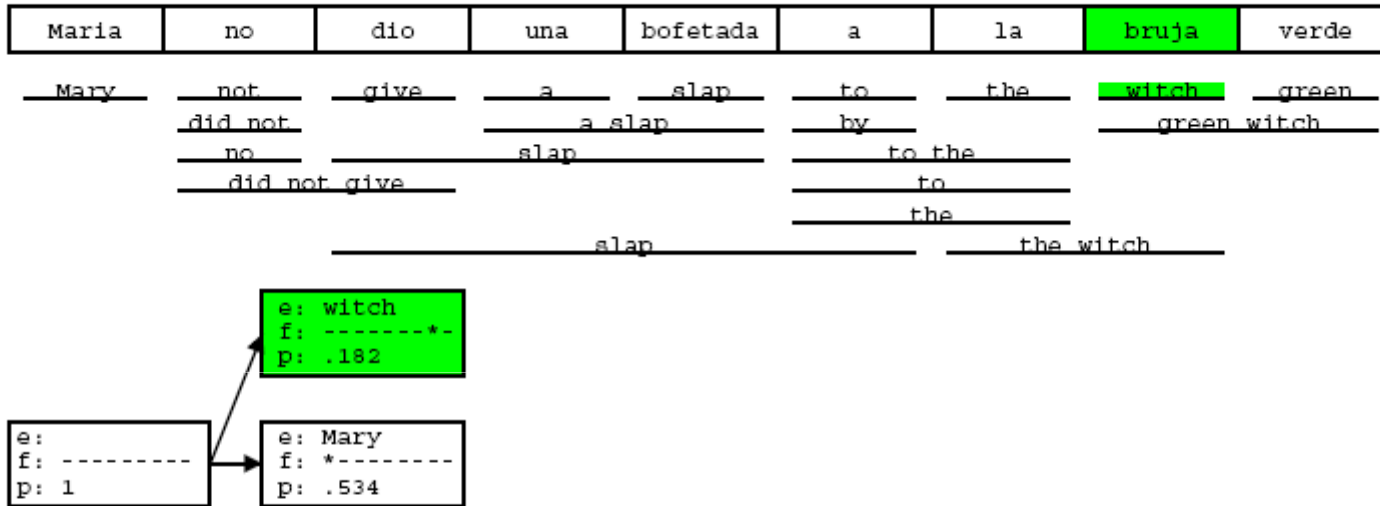 Maria no dio una bofetada a la bruja verde
Mary not give a slap to the witch green
did not a slap by green witch
no slap to the
did not give to
the
slap the witch
e: witch
f: -------*-
p: .182
e:
f: ---------
p: 1
e: Mary
f: *--------
p: .534